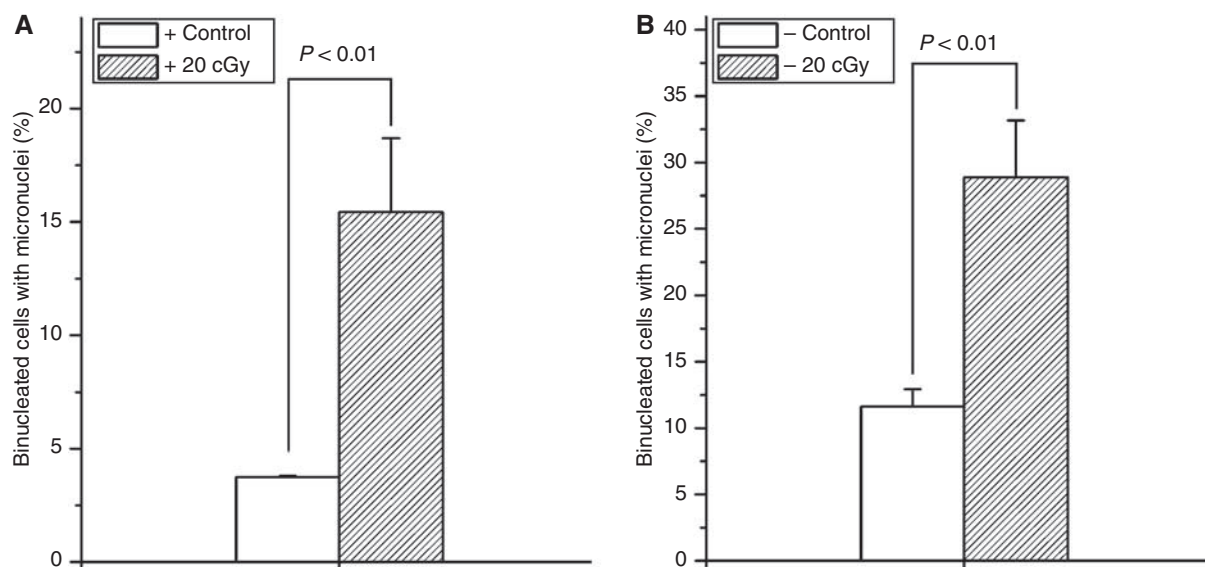 A
+ Control
+ 20 cGy
P < 0.01
Binucleated cells with micronuclei (%)
20
15
10
5
0
B
– Control
– 20 cGy
P < 0.01
Binucleated cells with micronuclei (%)
40
35
30
25
20
15
10
5
0